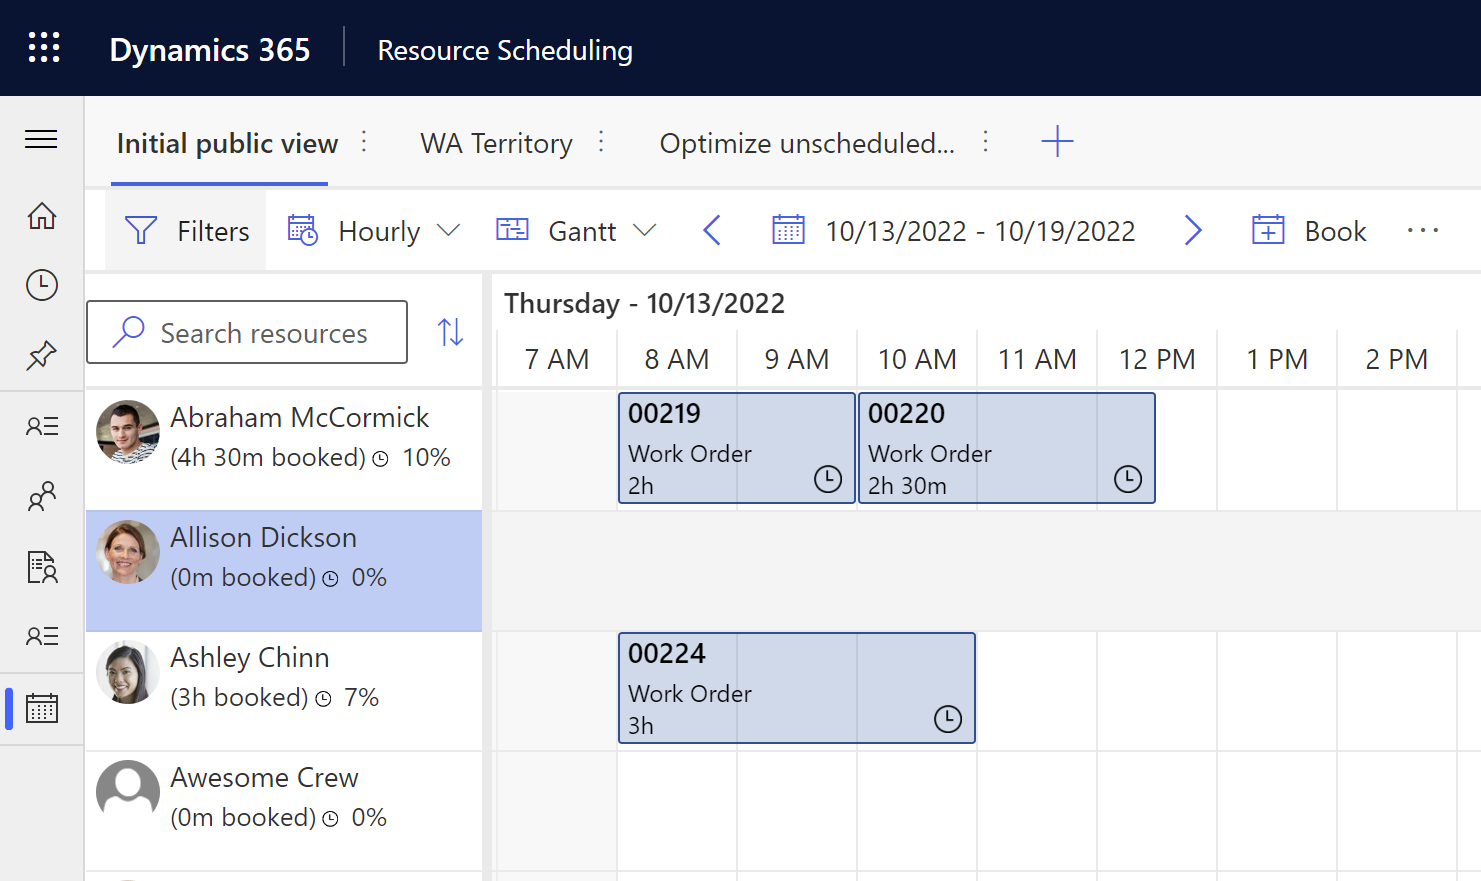 Dynamics 365 Resource Scheduling
Initial public view WA Territory Optimize unscheduled...
Filters Hourly Gantt 10/13/2022 - 10/19/2022 Book
Search resources
Thursday - 10/13/2022
7 AM 8 AM 9 AM 10 AM 11 AM 12 PM 1 PM 2 PM
Abraham McCormick
(4h 30m booked) 10%
00219
Work Order
2h
00220
Work Order
2h 30m
Allison Dickson
(0m booked) 0%
Ashley Chinn
(3h booked) 7%
00224
Work Order
3h
Awesome Crew
(0m booked) 0%